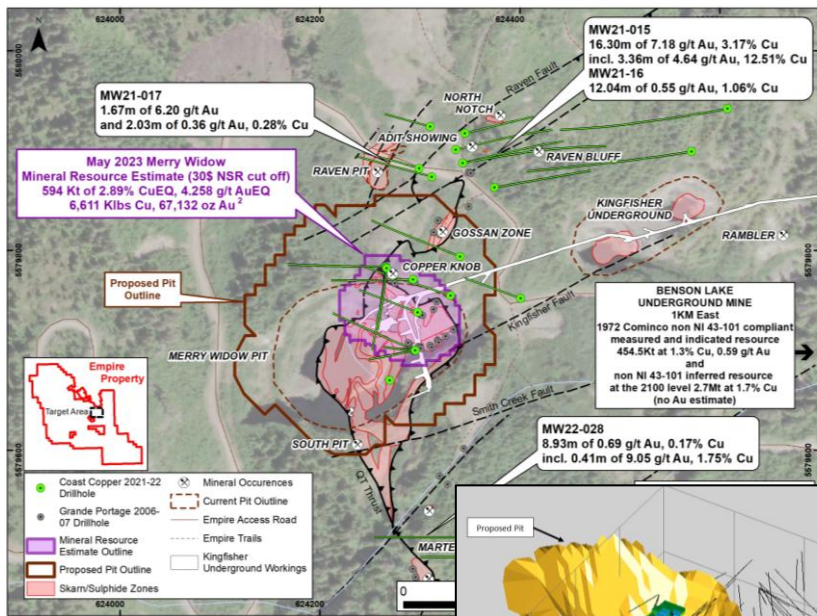 624000
624200
624400
5580000
5580000
MW21-015
16.30m of 7.18 g/t Au, 3.17% Cu
incl. 3.36m of 4.64 g/t Au, 12.51% Cu
MW21-16
12.04m of 0.55 g/t Au, 1.06% Cu
Raven Fault
MW21-017
1.67m of 6.20 g/t Au
and 2.03m of 0.36 g/t Au, 0.28% Cu
NORTH
NOTCH
ADIT SHOWING
RAVEN PIT
RAVEN BLUFF
May 2023 Merry Widow
Mineral Resource Estimate (30$ NSR cut off)
594 Kt of 2.89% CuEQ, 4.258 g/t AuEQ
6,611 Klbs Cu, 67,132 oz Au 2
KINGFISHER
UNDERGROUND
GOSSAN ZONE
RAMBLER
5579800
5579800
COPPER KNOB
Proposed Pit
Outline
Kingfisher Fault
BENSON LAKE
UNDERGROUND MINE
1KM East
1972 Cominco non NI 43-101 compliant
measured and indicated resource
454.5Kt at 1.3% Cu, 0.59 g/t Au
and
non NI 43-101 inferred resource
at the 2100 level 2.7Mt at 1.7% Cu
(no Au estimate)
MERRY WIDOW PIT
Empire
Property
Target Area
Smith Creek Fault
SOUTH PIT
MW22-028
8.93m of 0.69 g/t Au, 0.17% Cu
incl. 0.41m of 9.05 g/t Au, 1.75% Cu
5579600
5579600
QT Thrust
Coast Copper 2021-22
Drillhole
Grande Portage 2006-
07 Drillhole
Mineral Resource
Estimate Outline
Proposed Pit Outline
Skarn/Sulphide Zones
Mineral Occurences
Current Pit Oiutline
Empire Access Road
Empire Trails
Kingfisher
Underground Workings
MARTE
0
Proposed Pit
624000
624200